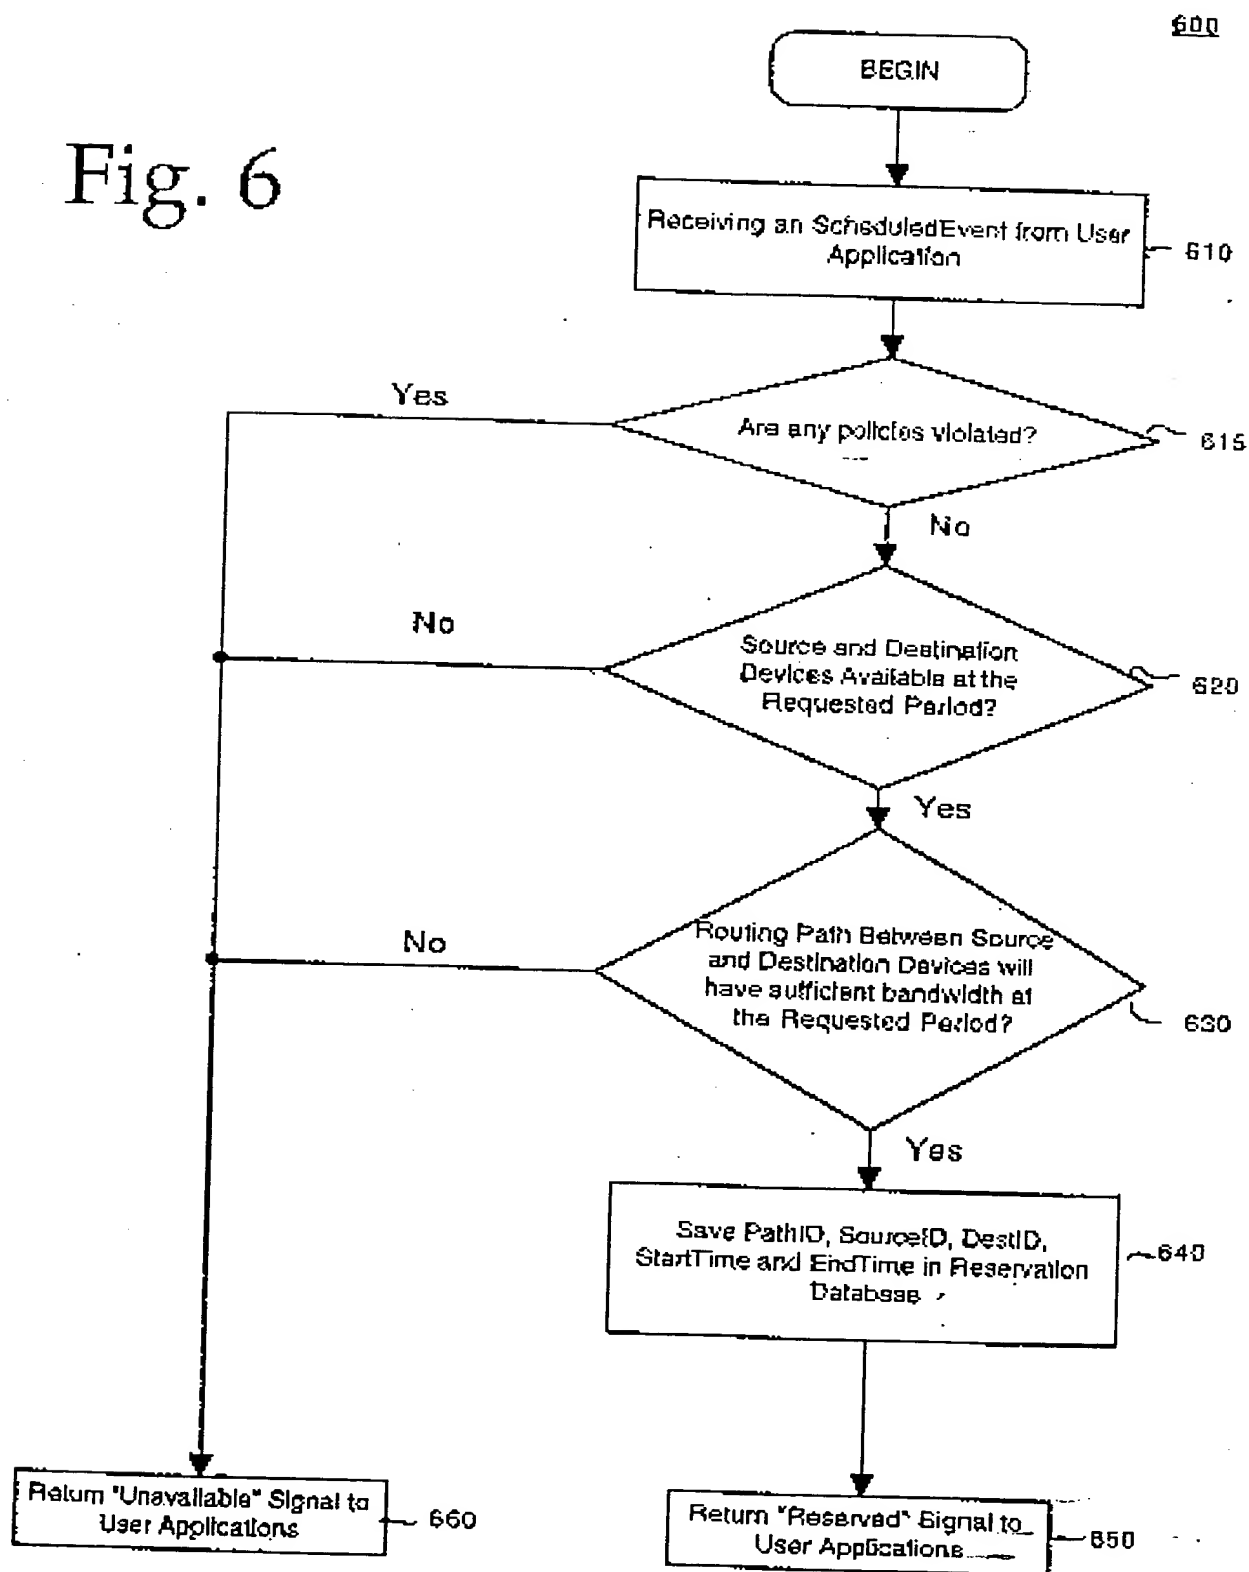 600
BEGIN
Fig. 6
Receiving an ScheduledEvent from User
Application
610
Yes
Are any policies violated?
615
No
No
Source and Destination
Devices Available at the
Requested Period?
620
Yes
No
Routing Path Between Source
and Destination Devices will
have sufficient bandwidth at
the Requested Period?
630
Yes
Save PathID, SourceID, DestID,
StartTime and EndTime in Reservation
Database
640
Return "Unavailable" Signal to
User Applications
660
Return "Reserved" Signal to
User Applications
650